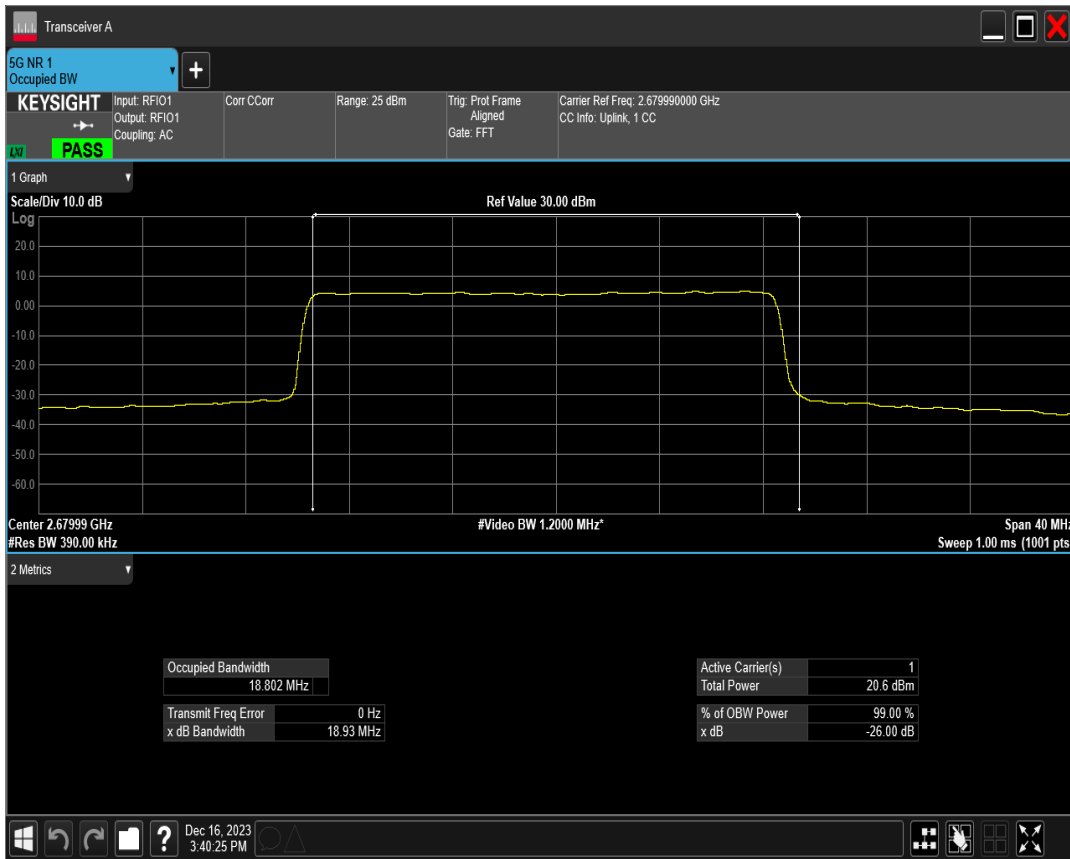 Transceiver A
5G NR 1
Occupied BW
KEYSIGHT
LXI
PASS
Input: RFIO1
Output: RFIO1
Coupling: AC
Corr CCorr
Range: 25 dBm
Trig: Prot Frame
Aligned
Gate: FFT
Carrier Ref Freq: 2.679990000 GHz
CC Info: Uplink, 1 CC
1 Graph
Scale/Div 10.0 dB
Ref Value 30.00 dBm
Log
20.0
10.0
0.00
-10.0
-20.0
-30.0
-40.0
-50.0
-60.0
Center 2.67999 GHz
#Video BW 1.2000 MHz*
Span 40 MHz
#Res BW 390.00 kHz
Sweep 1.00 ms (1001 pts
2 Metrics
Occupied Bandwidth
18.802 MHz
Transmit Freq Error 0 Hz
x dB Bandwidth 18.93 MHz
Active Carrier(s) 1
Total Power 20.6 dBm
% of OBW Power 99.00 %
x dB -26.00 dB
?
Dec 16, 2023
3:40:25 PM